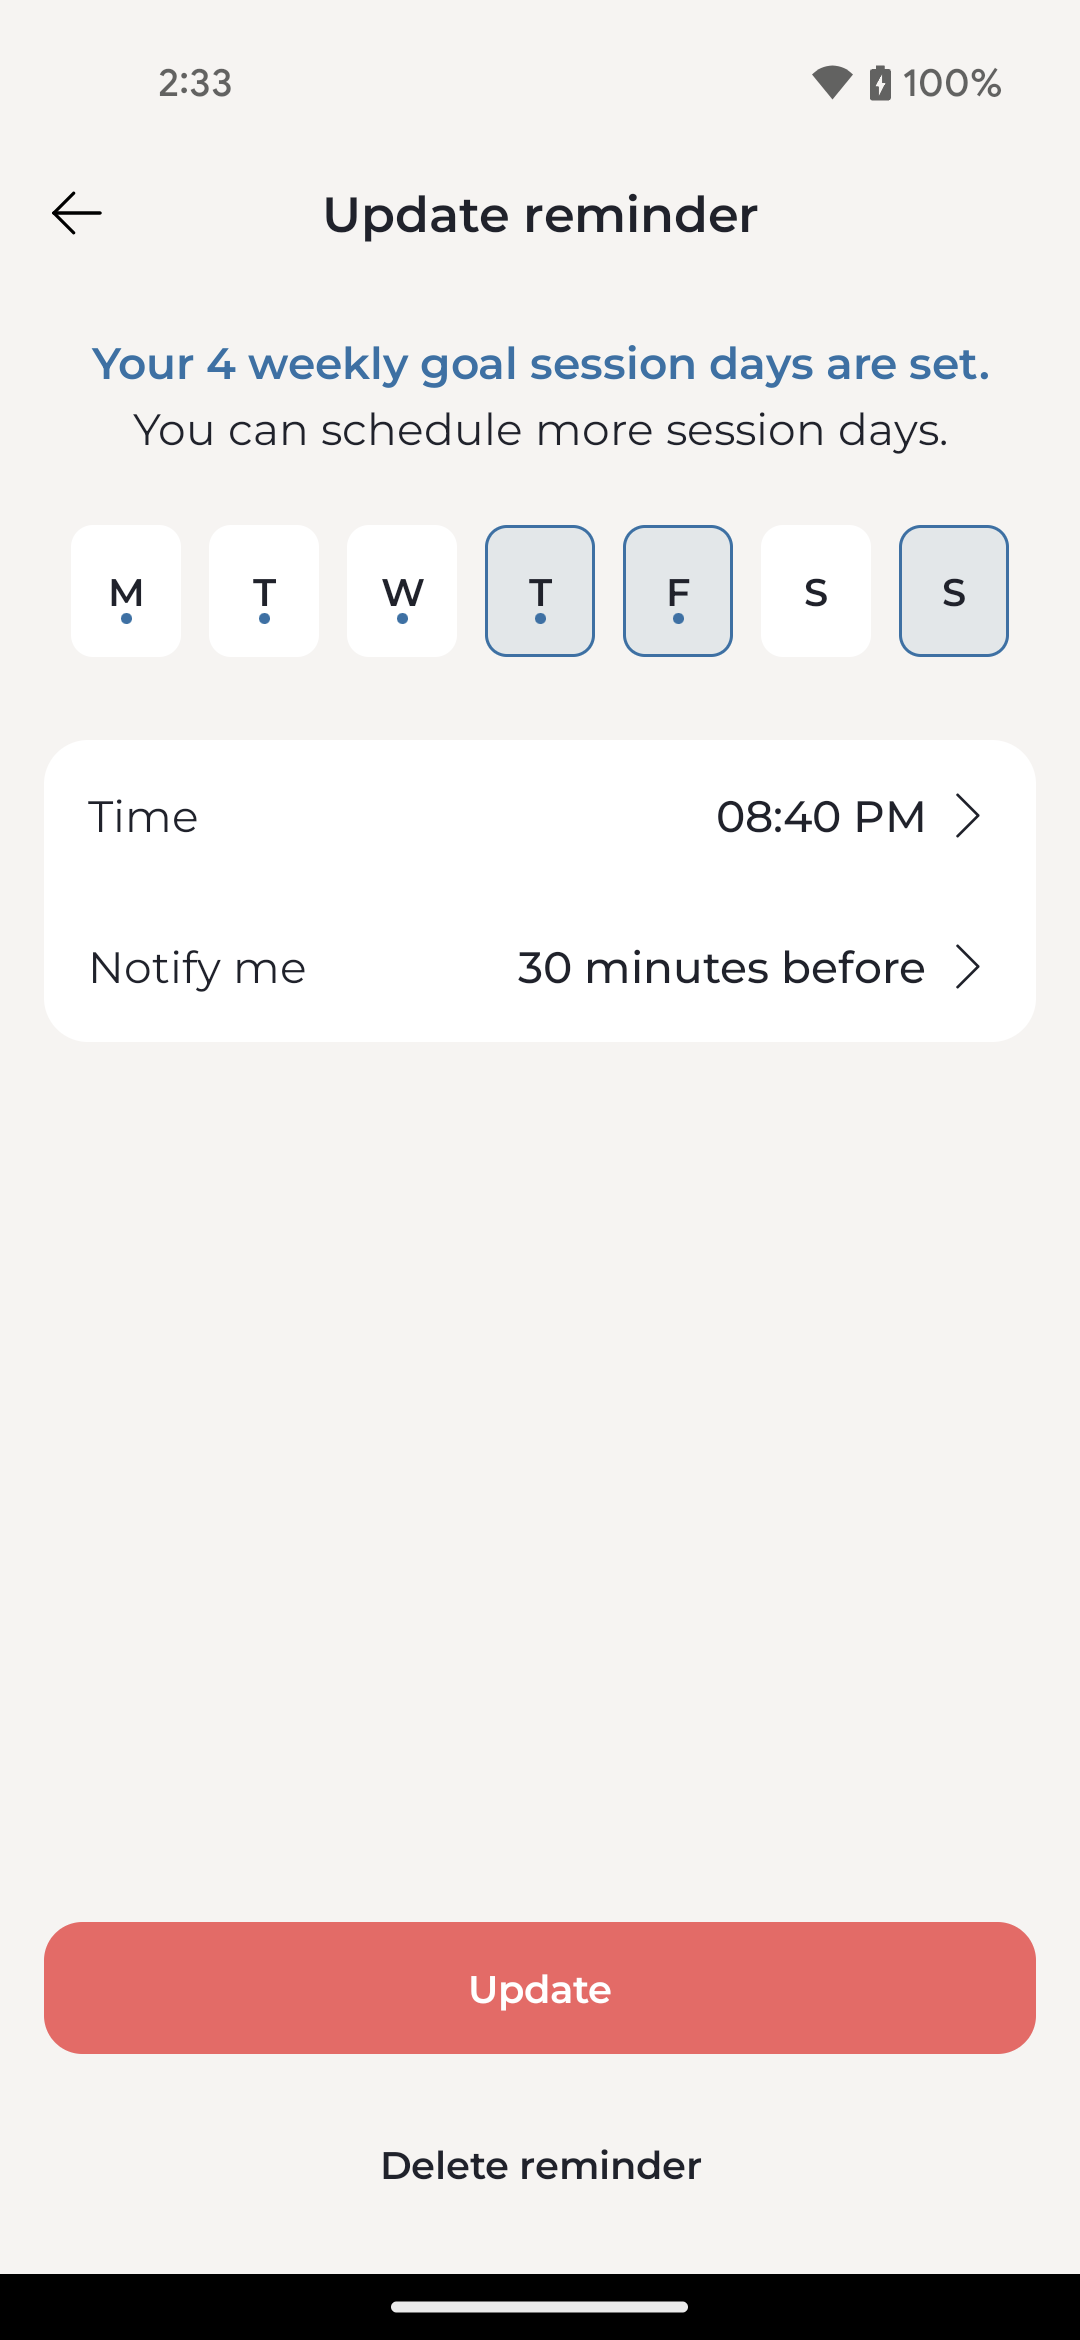 2:33
100%
Update reminder
Your 4 weekly goal session days are set.
You can schedule more session days.
M T W T F S S
Time 08:40 PM
Notify me 30 minutes before
Update
Delete reminder